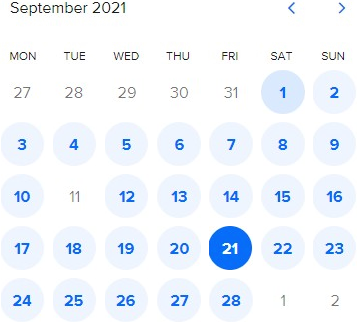 September 2021
MON TUE WED THU FRI SAT SUN
27 28 29 30 31 1 2
3 4 5 6 7 8 9
10 11 12 13 14 15 16
17 18 19 20 21 22 23
24 25 26 27 28 1 2